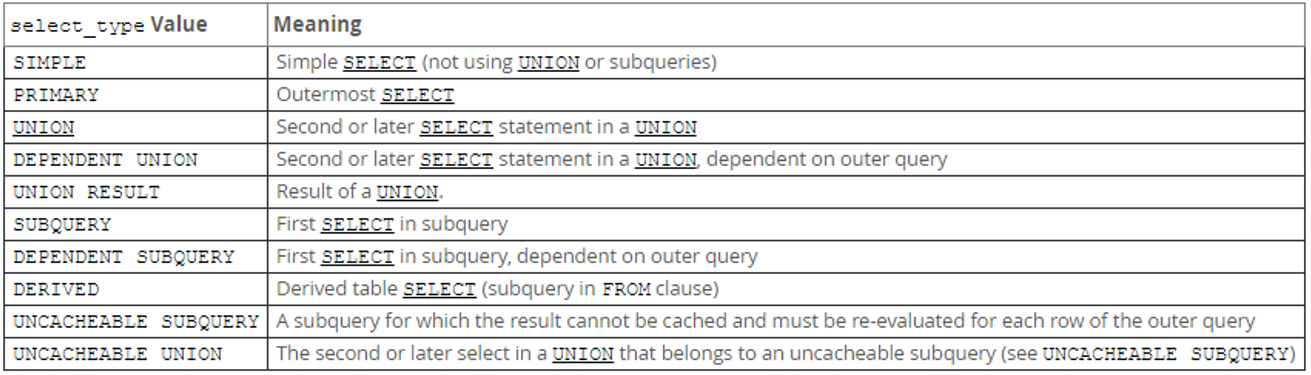 select_type Value Meaning
SIMPLE Simple SELECT (not using UNION or subqueries)
PRIMARY Outermost SELECT
UNION Second or later SELECT statement in a UNION
DEPENDENT UNION Second or later SELECT statement in a UNION, dependent on outer query
UNION RESULT Result of a UNION.
SUBQUERY First SELECT in subquery
DEPENDENT SUBQUERY First SELECT in subquery, dependent on outer query
DERIVED Derived table SELECT (subquery in FROM clause)
UNCACHEABLE SUBQUERY A subquery for which the result cannot be cached and must be re-evaluated for each row of the outer query
UNCACHEABLE UNION The second or later select in a UNION that belongs to an uncacheable subquery (see UNCACHEABLE SUBQUERY)